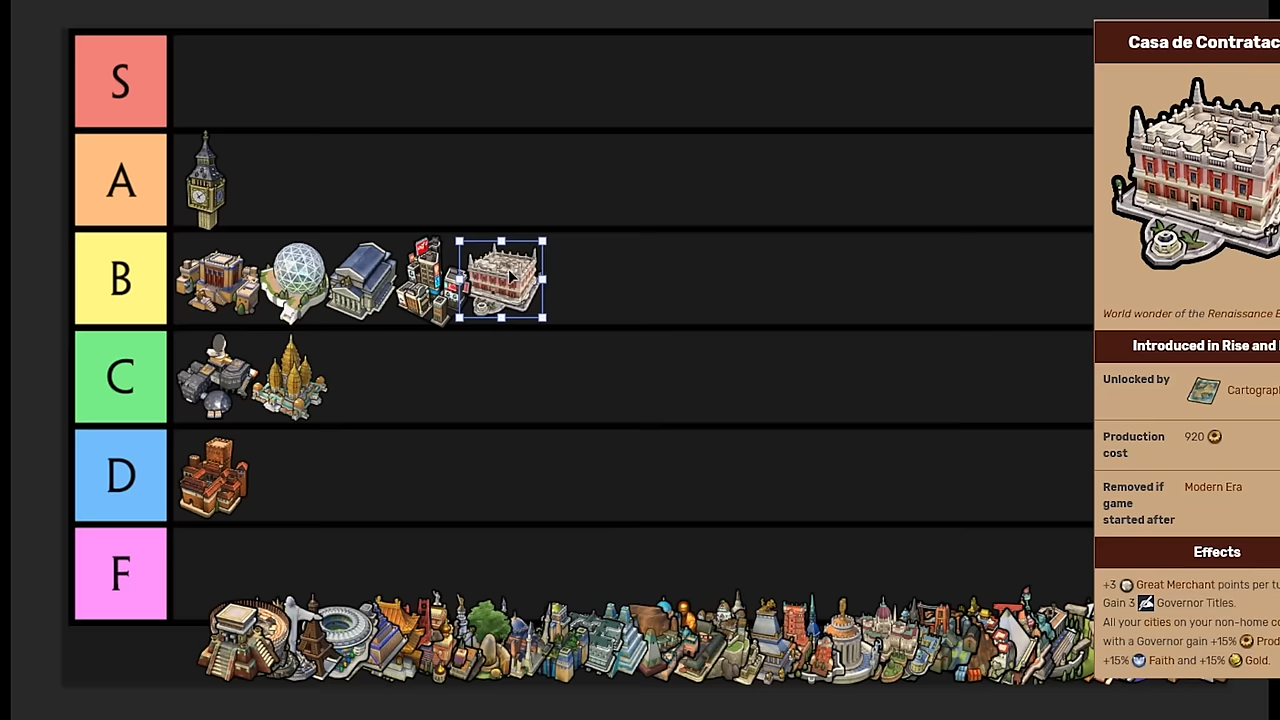 S
A
B
C
D
F
Casa de Contratac
World wonder of the Renaissance E
Introduced in Rise and
Unlocked by
Cartograp
Production
cost
920
Removed if
game
started after
Modern Era
Effects
+3 Great Merchant points per tu
Gain 3 Governor Titles.
All your cities on your non-home co
with a Governor gain +15% Prod
+15% Faith and +15% Gold.